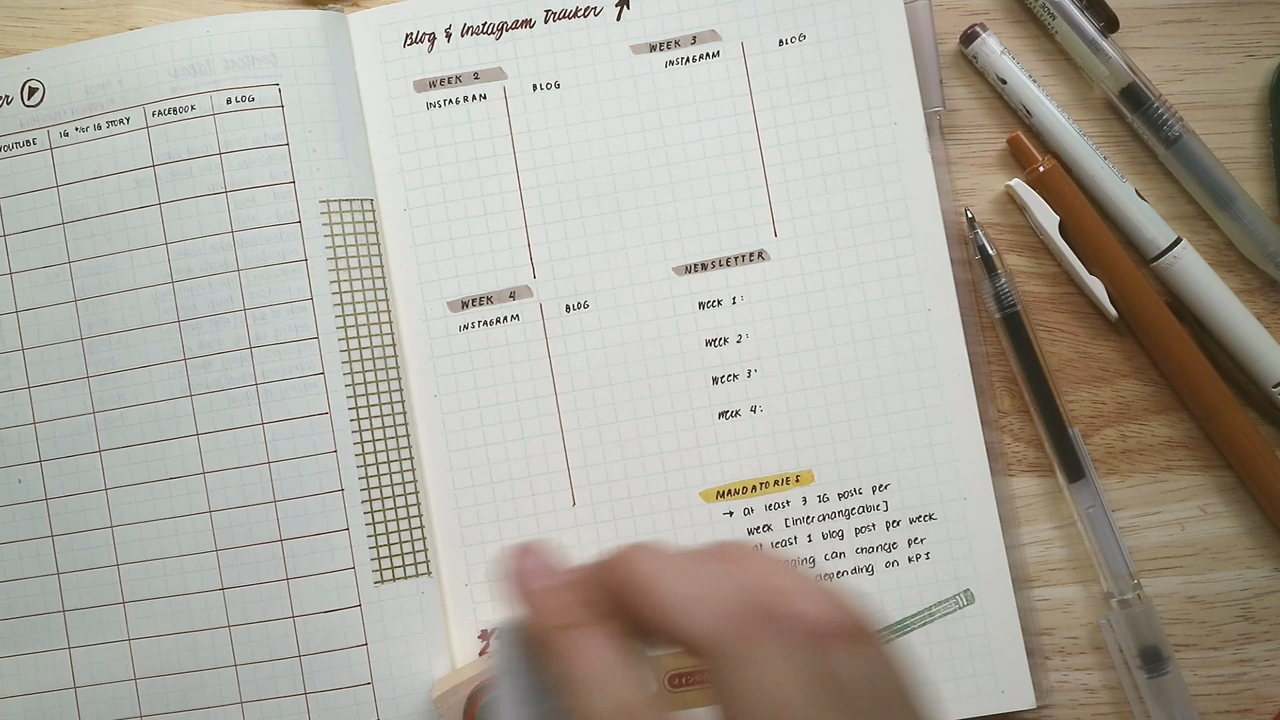 YOUTUBE
IG +/or IG STORY
FACEBOOK
BLOG
Blog & Instagram Tracker
WEEK 2
INSTAGRAM
BLOG
WEEK 3
INSTAGRAM
BLOG
WEEK 4
INSTAGRAM
BLOG
NEWSLETTER
WEEK 1:
WEEK 2:
WEEK 3:
WEEK 4:
MANDATORIES
→ at least 3 IG posts per
week [interchangeable]
at least 1 blog post per week
can change per
depending on KPI